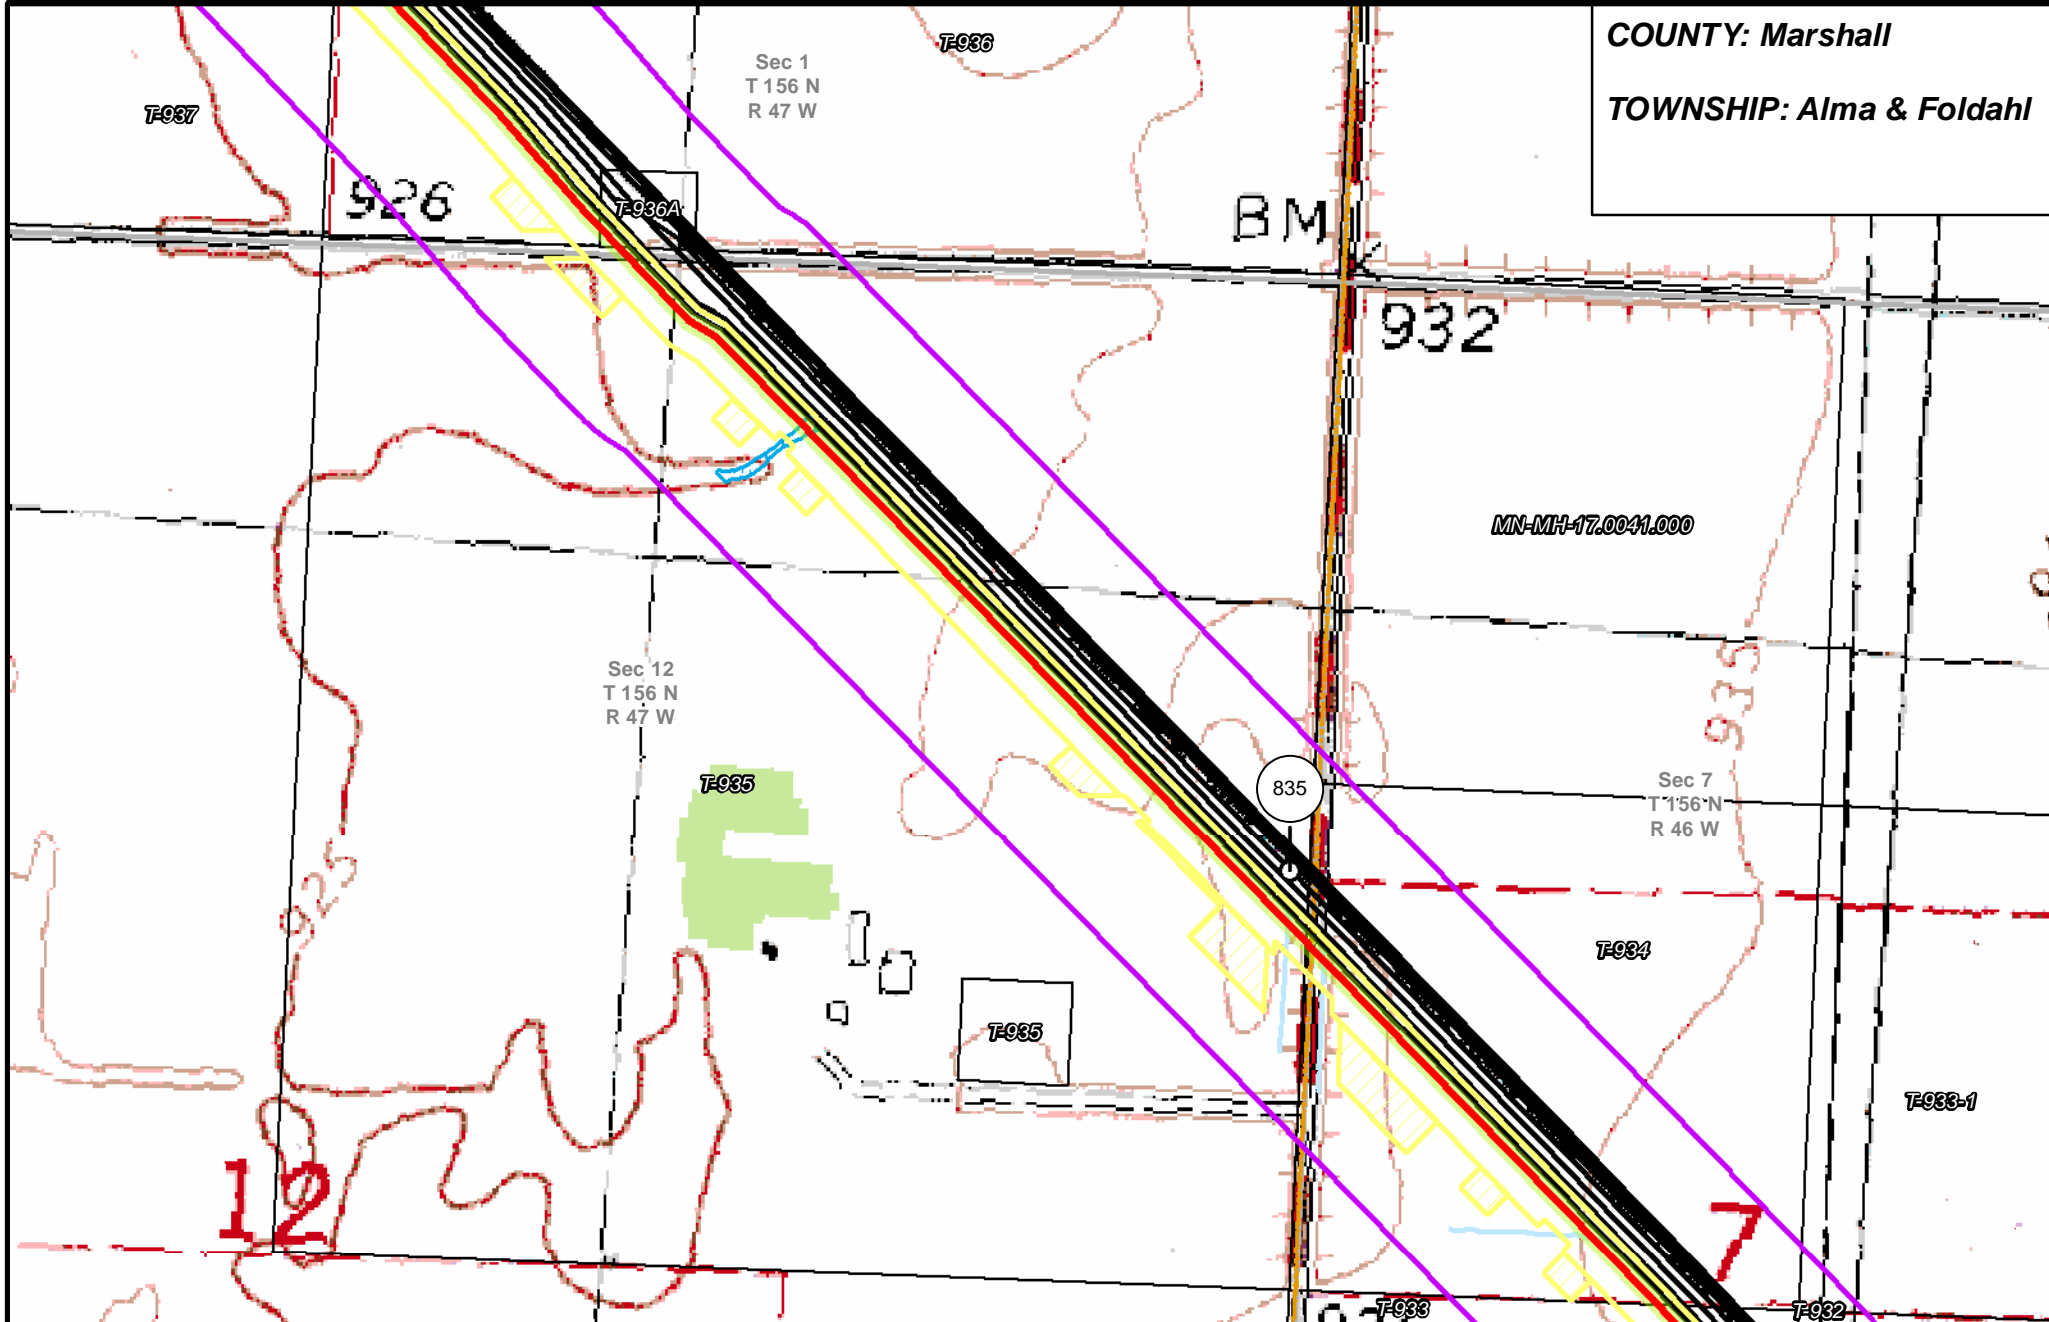 COUNTY: Marshall
TOWNSHIP: Alma & Foldahl
T-936
Sec 1
T 156 N
R 47 W
T-937
926
T-936A
BM
932
MN-MH-17.0041.000
Sec 12
T 156 N
R 47 W
935
T-935
835
Sec 7
T 156 N
R 46 W
925
T-934
T-935
T-933-1
12
7
T-933
T-932